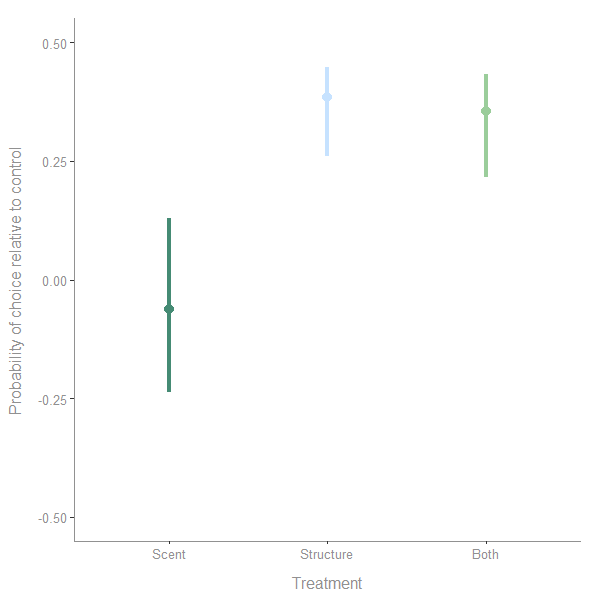 Probability of choice relative to control
0.50
0.25
0.00
-0.25
-0.50
Scent Structure Both
Treatment